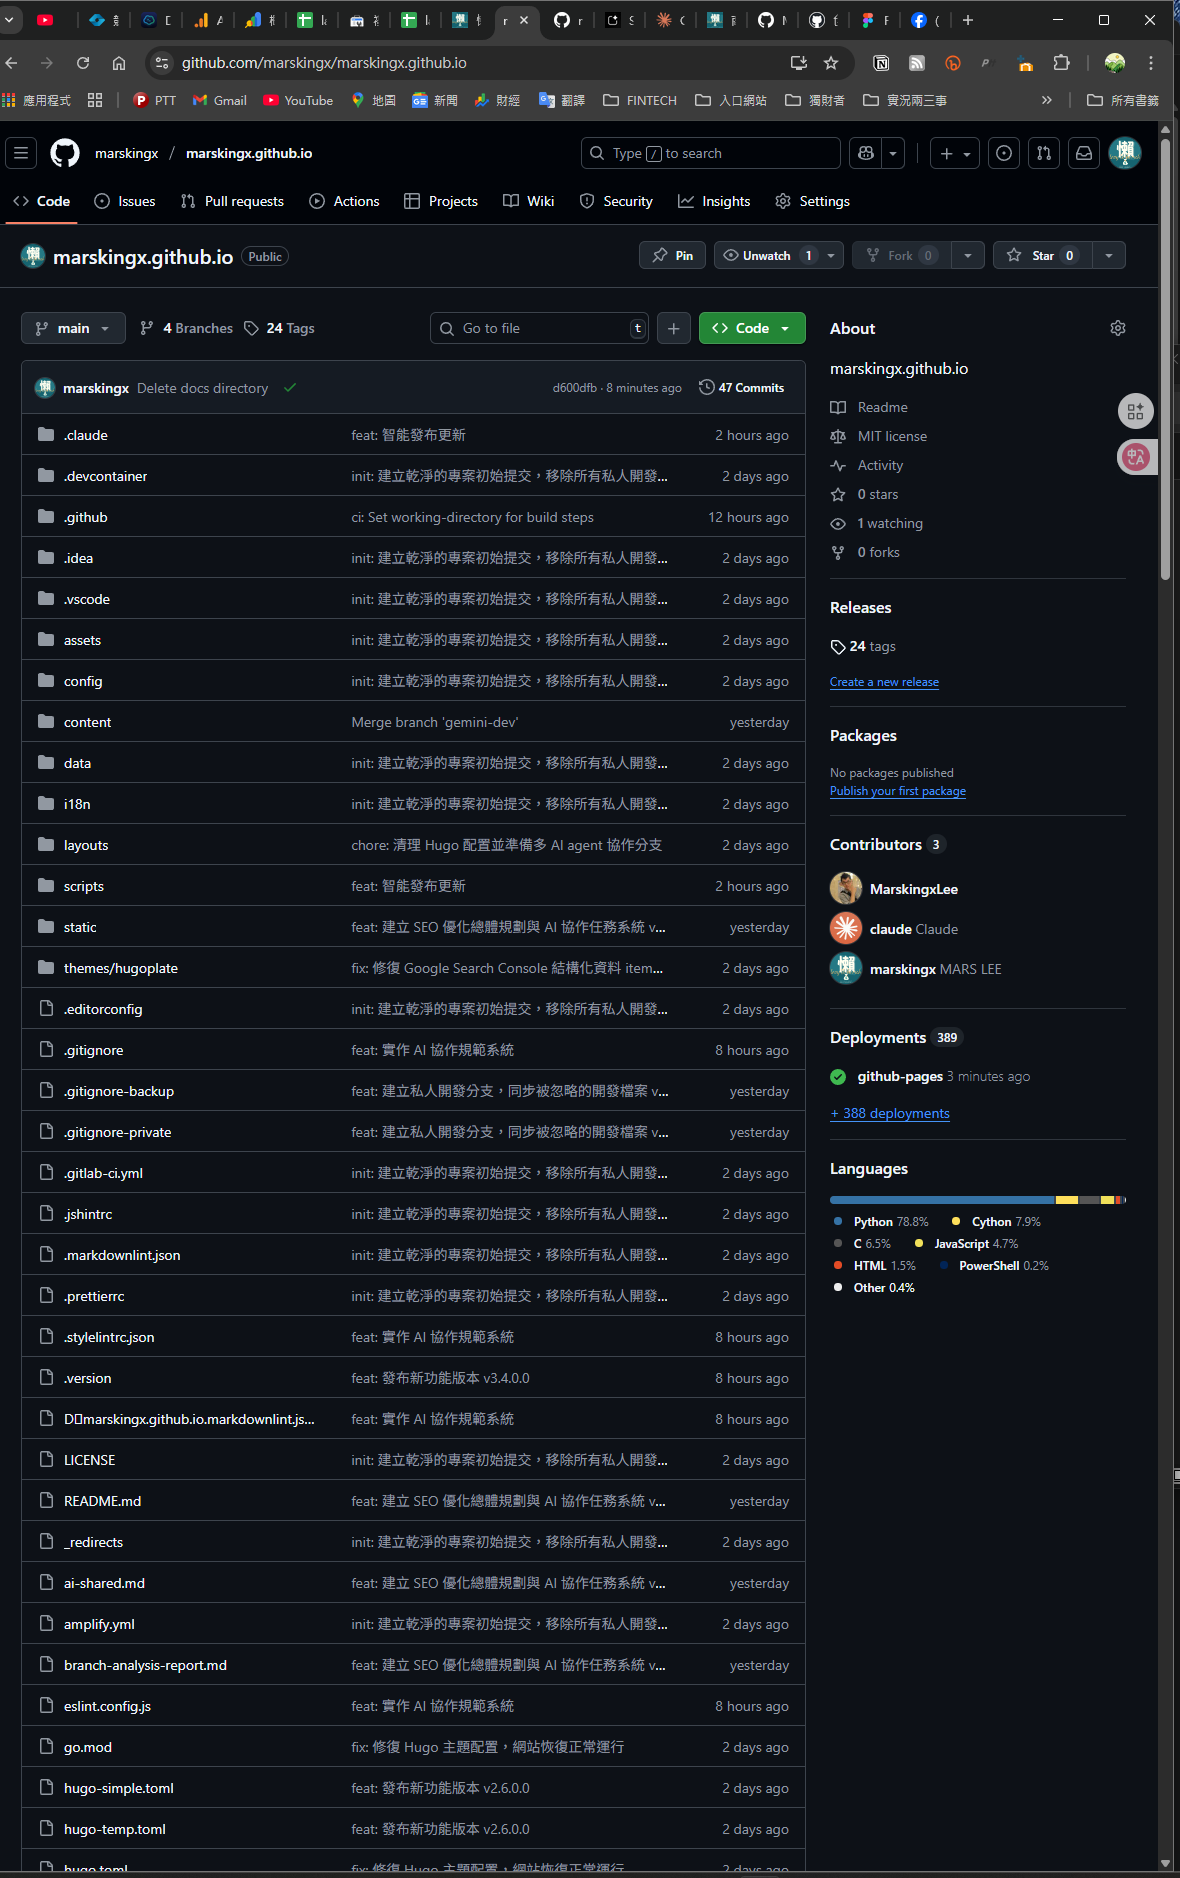 github.com/marskingx/marskingx.github.io
應用程式 PTT Gmail YouTube 地圖 新聞 財經 翻譯 FINTECH 入口網站 獨財者 實況兩三事 » 所有書籤
marskingx / marskingx.github.io Type / to search
Code Issues Pull requests Actions Projects Wiki Security Insights Settings
marskingx.github.io Public Pin Unwatch 1 Fork 0 Star 0
main 4 Branches 24 Tags Go to file t Code
marskingx Delete docs directory d600dfb · 8 minutes ago 47 Commits
.claude feat: 智能發布更新 2 hours ago
.devcontainer init: 建立乾淨的專案初始提交，移除所有私人開發... 2 days ago
.github ci: Set working-directory for build steps 12 hours ago
.idea init: 建立乾淨的專案初始提交，移除所有私人開發... 2 days ago
.vscode init: 建立乾淨的專案初始提交，移除所有私人開發... 2 days ago
assets init: 建立乾淨的專案初始提交，移除所有私人開發... 2 days ago
config init: 建立乾淨的專案初始提交，移除所有私人開發... 2 days ago
content Merge branch 'gemini-dev' yesterday
data init: 建立乾淨的專案初始提交，移除所有私人開發... 2 days ago
i18n init: 建立乾淨的專案初始提交，移除所有私人開發... 2 days ago
layouts chore: 清理 Hugo 配置並準備多 AI agent 協作分支 2 days ago
scripts feat: 智能發布更新 2 hours ago
static feat: 建立 SEO 優化總體規劃與 AI 協作任務系統 v... yesterday
themes/hugoplate fix: 修復 Google Search Console 結構化資料 item... 2 days ago
.editorconfig init: 建立乾淨的專案初始提交，移除所有私人開發... 2 days ago
.gitignore feat: 實作 AI 協作規範系統 8 hours ago
.gitignore-backup feat: 建立私人開發分支，同步被忽略的開發檔案 v... yesterday
.gitignore-private feat: 建立私人開發分支，同步被忽略的開發檔案 v... yesterday
.gitlab-ci.yml init: 建立乾淨的專案初始提交，移除所有私人開發... 2 days ago
.jshintrc init: 建立乾淨的專案初始提交，移除所有私人開發... 2 days ago
.markdownlint.json init: 建立乾淨的專案初始提交，移除所有私人開發... 2 days ago
.prettierrc init: 建立乾淨的專案初始提交，移除所有私人開發... 2 days ago
.stylelintrc.json feat: 實作 AI 協作規範系統 8 hours ago
.version feat: 發布新功能版本 v3.4.0.0 8 hours ago
D▯marskingx.github.io.markdownlint.js... feat: 實作 AI 協作規範系統 8 hours ago
LICENSE init: 建立乾淨的專案初始提交，移除所有私人開發... 2 days ago
README.md feat: 建立 SEO 優化總體規劃與 AI 協作任務系統 v... yesterday
_redirects init: 建立乾淨的專案初始提交，移除所有私人開發... 2 days ago
ai-shared.md feat: 建立 SEO 優化總體規劃與 AI 協作任務系統 v... yesterday
amplify.yml init: 建立乾淨的專案初始提交，移除所有私人開發... 2 days ago
branch-analysis-report.md feat: 建立 SEO 優化總體規劃與 AI 協作任務系統 v... yesterday
eslint.config.js feat: 實作 AI 協作規範系統 8 hours ago
go.mod fix: 修復 Hugo 主題配置，網站恢復正常運行 2 days ago
hugo-simple.toml feat: 發布新功能版本 v2.6.0.0 2 days ago
hugo-temp.toml feat: 發布新功能版本 v2.6.0.0 2 days ago
hugo.toml fix: 修復 Hugo 主題配置，網站恢復正常運行 2 days ago
About
marskingx.github.io
Readme
MIT license
Activity
0 stars
1 watching
0 forks
Releases
24 tags
Create a new release
Packages
No packages published
Publish your first package
Contributors 3
MarskingxLee
claude Claude
marskingx MARS LEE
Deployments 389
github-pages 3 minutes ago
+ 388 deployments
Languages
Python 78.8% Cython 7.9%
C 6.5% JavaScript 4.7%
HTML 1.5% PowerShell 0.2%
Other 0.4%